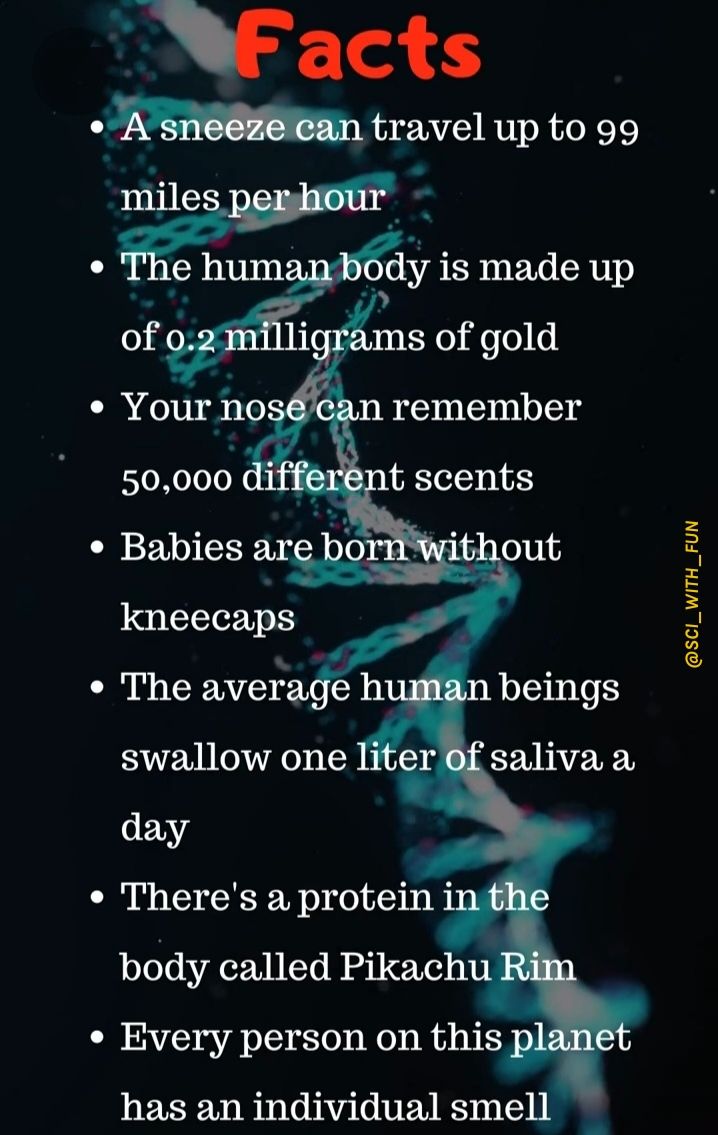 Facts
• A sneeze can travel up to 99
miles per hour
• The human body is made up
of 0.2 milligrams of gold
• Your nose can remember
50,000 different scents
• Babies are born without
kneecaps
• The average human beings
swallow one liter of saliva a
day
• There's a protein in the
body called Pikachu Rim
• Every person on this planet
has an individual smell
@SCI_WITH_FUN